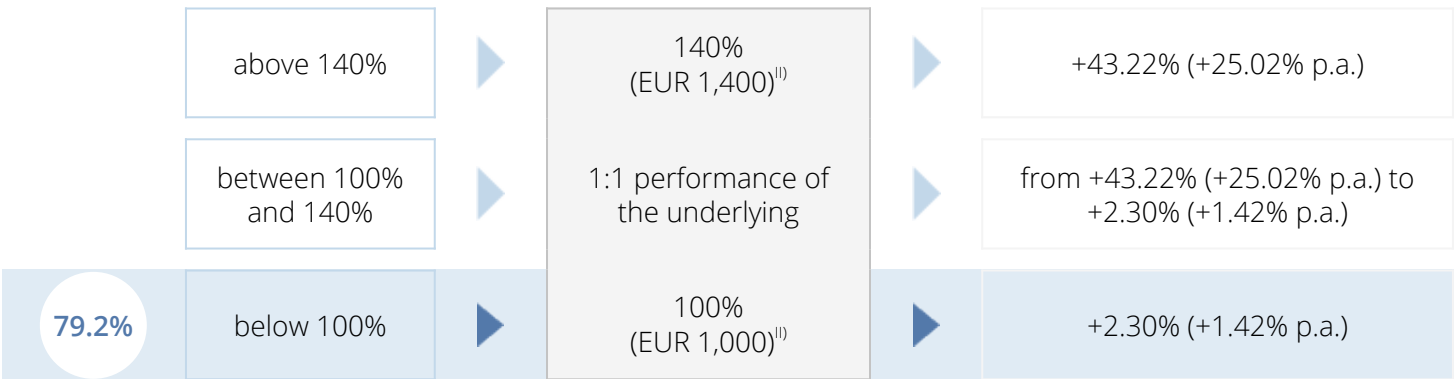 above 140%
140%
(EUR 1,400)II)
+43.22% (+25.02% p.a.)
between 100%
and 140%
1:1 performance of
the underlying
from +43.22% (+25.02% p.a.) to
+2.30% (+1.42% p.a.)
79.2%
below 100%
100%
(EUR 1,000)II)
+2.30% (+1.42% p.a.)